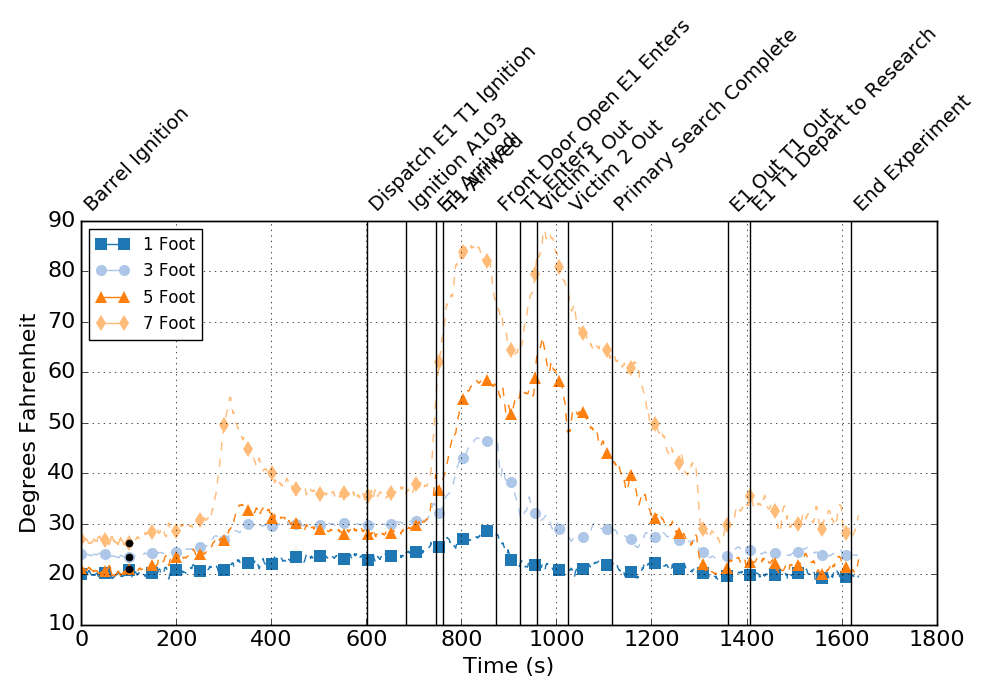 Barrel Ignition
Dispatch E1 T1 Ignition
Ignition A103
E1 Arrived
T1 Arrived
Front Door Open E1 Enters
T1 Enters
Victim 1 Out
Victim 2 Out
Primary Search Complete
E1 Out T1 Out
E1 T1 Depart to Research
End Experiment
90
80
70
60
50
40
30
20
10
Degrees Fahrenheit
1 Foot
3 Foot
5 Foot
7 Foot
0 200 400 600 800 1000 1200 1400 1600 1800
Time (s)